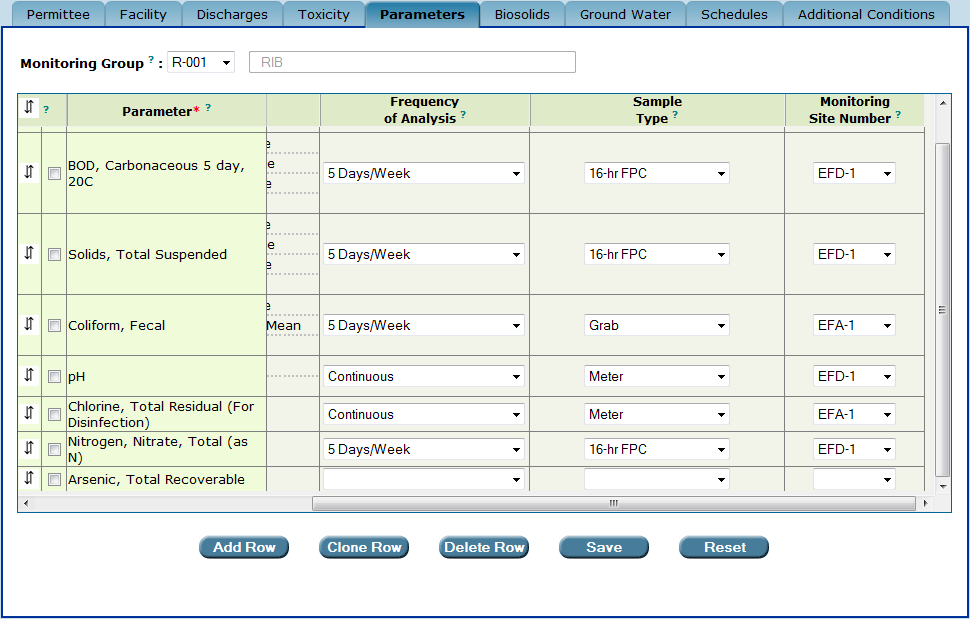 Permittee Facility Discharges Toxicity Parameters Biosolids Ground Water Schedules Additional Conditions
Monitoring Group ? : R-001 RIB
? Parameter* ? Frequency of Analysis ? Sample Type ? Monitoring Site Number ?
e
BOD, Carbonaceous 5 day, e 5 Days/Week 16-hr FPC EFD-1
20C e
e
Solids, Total Suspended e 5 Days/Week 16-hr FPC EFD-1
e
e
Coliform, Fecal Mean 5 Days/Week Grab EFA-1
pH Continuous Meter EFD-1
Chlorine, Total Residual (For Continuous Meter EFA-1
Disinfection)
Nitrogen, Nitrate, Total (as 5 Days/Week 16-hr FPC EFD-1
N)
Arsenic, Total Recoverable
Add Row Clone Row Delete Row Save Reset